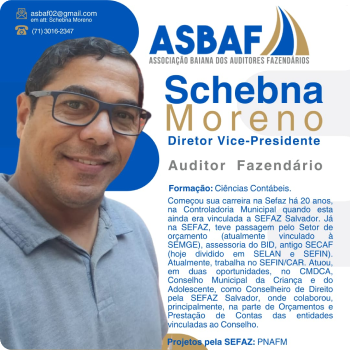 asbaf02@gmail.com
em att: Schebna Moreno
(71) 3016-2347
ASBAF
ASSOCIAÇÃO BAIANA DOS AUDITORES FAZENDÁRIOS
Schebna
Moreno
Diretor Vice-Presidente
Auditor Fazendário
Formação: Ciências Contábeis.
Começou sua carreira na Sefaz há 20 anos,
na Controladoria Municipal quando esta
ainda era vinculada a SEFAZ Salvador. Já
na SEFAZ, teve passagem pelo Setor de
orçamento (atualmente vinculado à
SEMGE), assessoria do BID, antigo SECAF
(hoje dividido em SELAN e SEFIN).
Atualmente, trabalha no SEFIN/CAR. Atuou,
em duas oportunidades, no CMDCA,
Conselho Municipal da Criança e do
Adolescente, como Conselheiro de Direito
pela SEFAZ Salvador, onde colaborou,
principalmente, na parte de Orçamentos e
Prestação de Contas das entidades
vinculadas ao Conselho.
Projetos pela SEFAZ: PNAFM